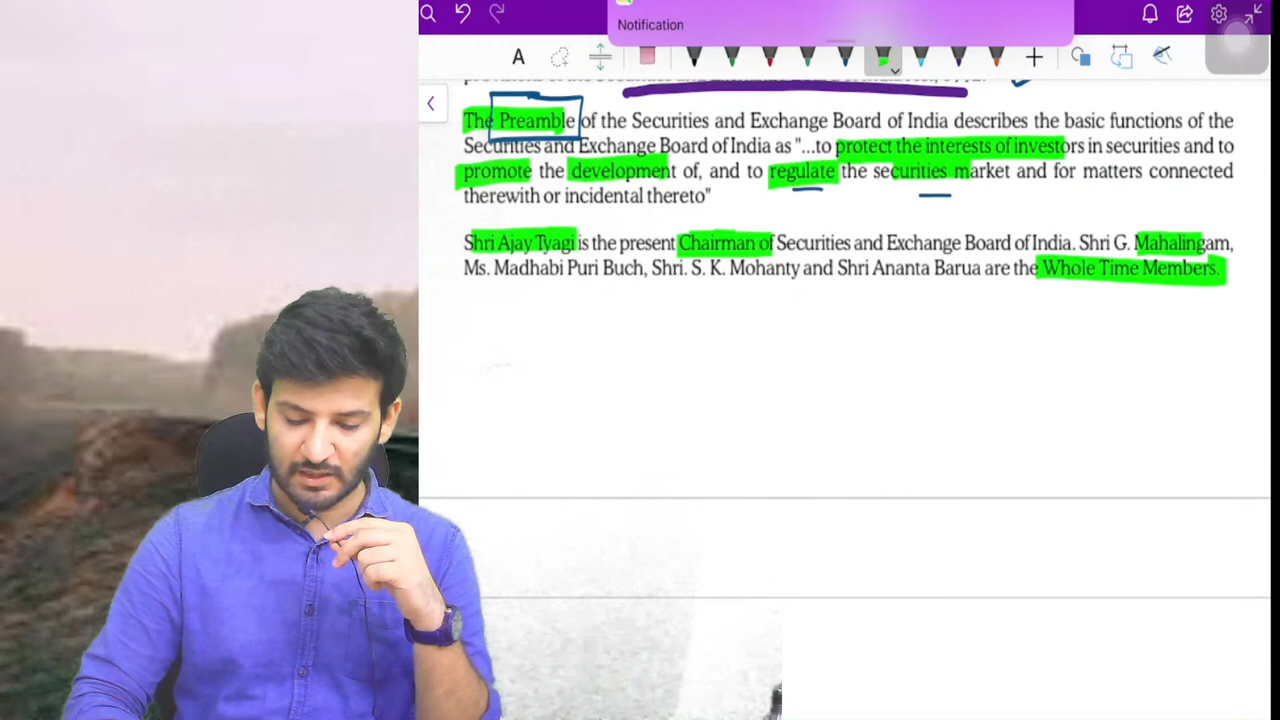 Notification
A
The Preamble of the Securities and Exchange Board of India describes the basic functions of the
Securities and Exchange Board of India as "...to protect the interests of investors in securities and to
promote the development of, and to regulate the securities market and for matters connected
therewith or incidental thereto"
Shri Ajay Tyagi is the present Chairman of Securities and Exchange Board of India. Shri G. Mahalingam,
Ms. Madhabi Puri Buch, Shri. S. K. Mohanty and Shri Ananta Barua are the Whole Time Members.